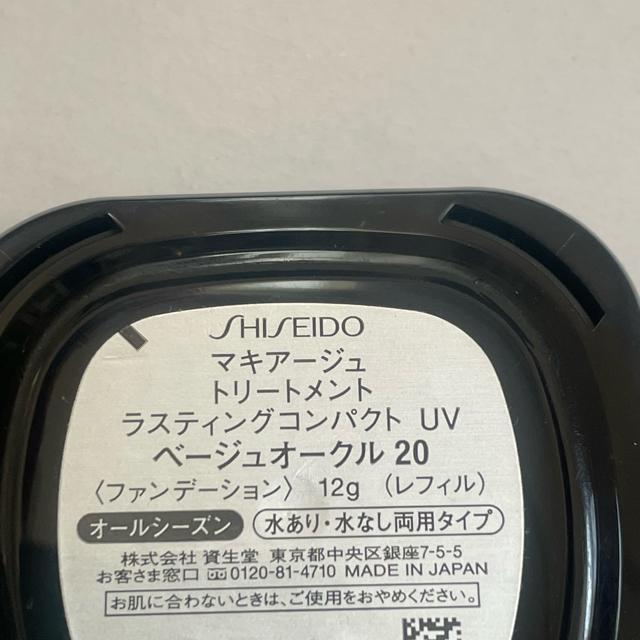 SHISEIDO
マキアージュ
トリートメント
ラスティングコンパクト UV
ベージュオークル 20
〈ファンデーション〉 12g （レフィル）
オールシーズン 水あり・水なし両用タイプ
株式会社 資生堂 東京都中央区銀座7-5-5
お客さま窓口 0120-81-4710 MADE IN JAPAN
お肌に合わないときは、ご使用をおやめください。